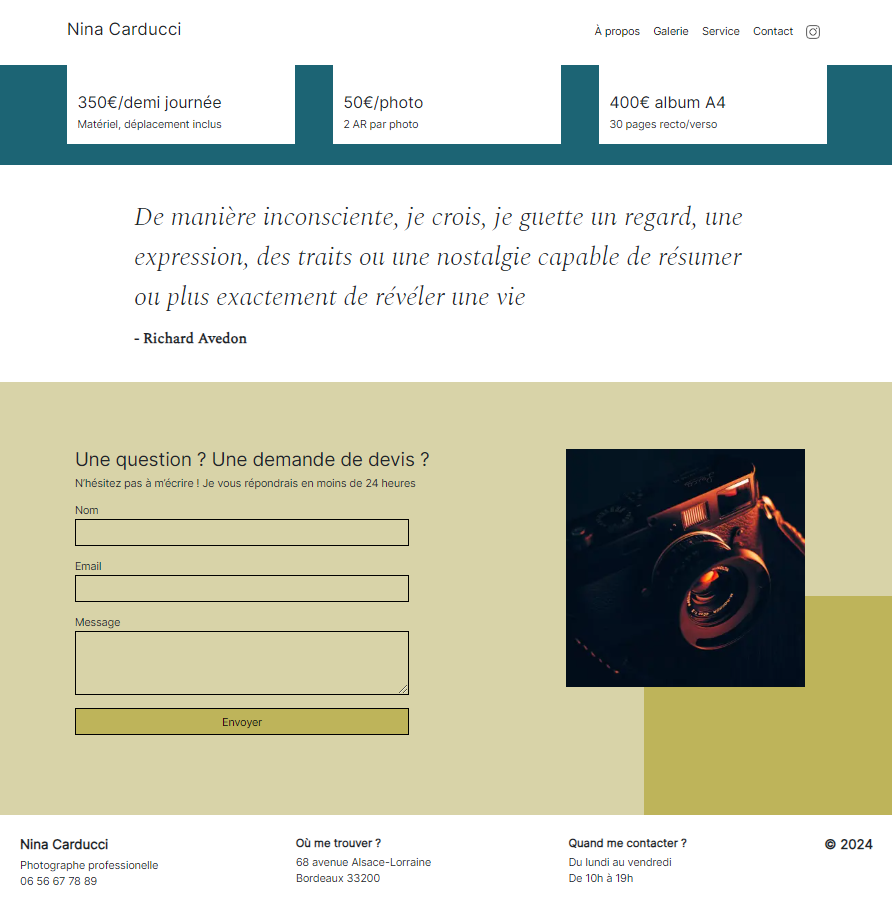 Nina Carducci
À propos Galerie Service Contact
350€/demi journée
Matériel, déplacement inclus
50€/photo
2 AR par photo
400€ album A4
30 pages recto/verso
De manière inconsciente, je crois, je guette un regard, une
expression, des traits ou une nostalgie capable de résumer
ou plus exactement de révéler une vie
- Richard Avedon
Une question ? Une demande de devis ?
N'hésitez pas à m'écrire ! Je vous répondrais en moins de 24 heures
Nom
Email
Message
Envoyer
Nina Carducci
Photographe professionelle
06 56 67 78 89
Où me trouver ?
68 avenue Alsace-Lorraine
Bordeaux 33200
Quand me contacter ?
Du lundi au vendredi
De 10h à 19h
© 2024